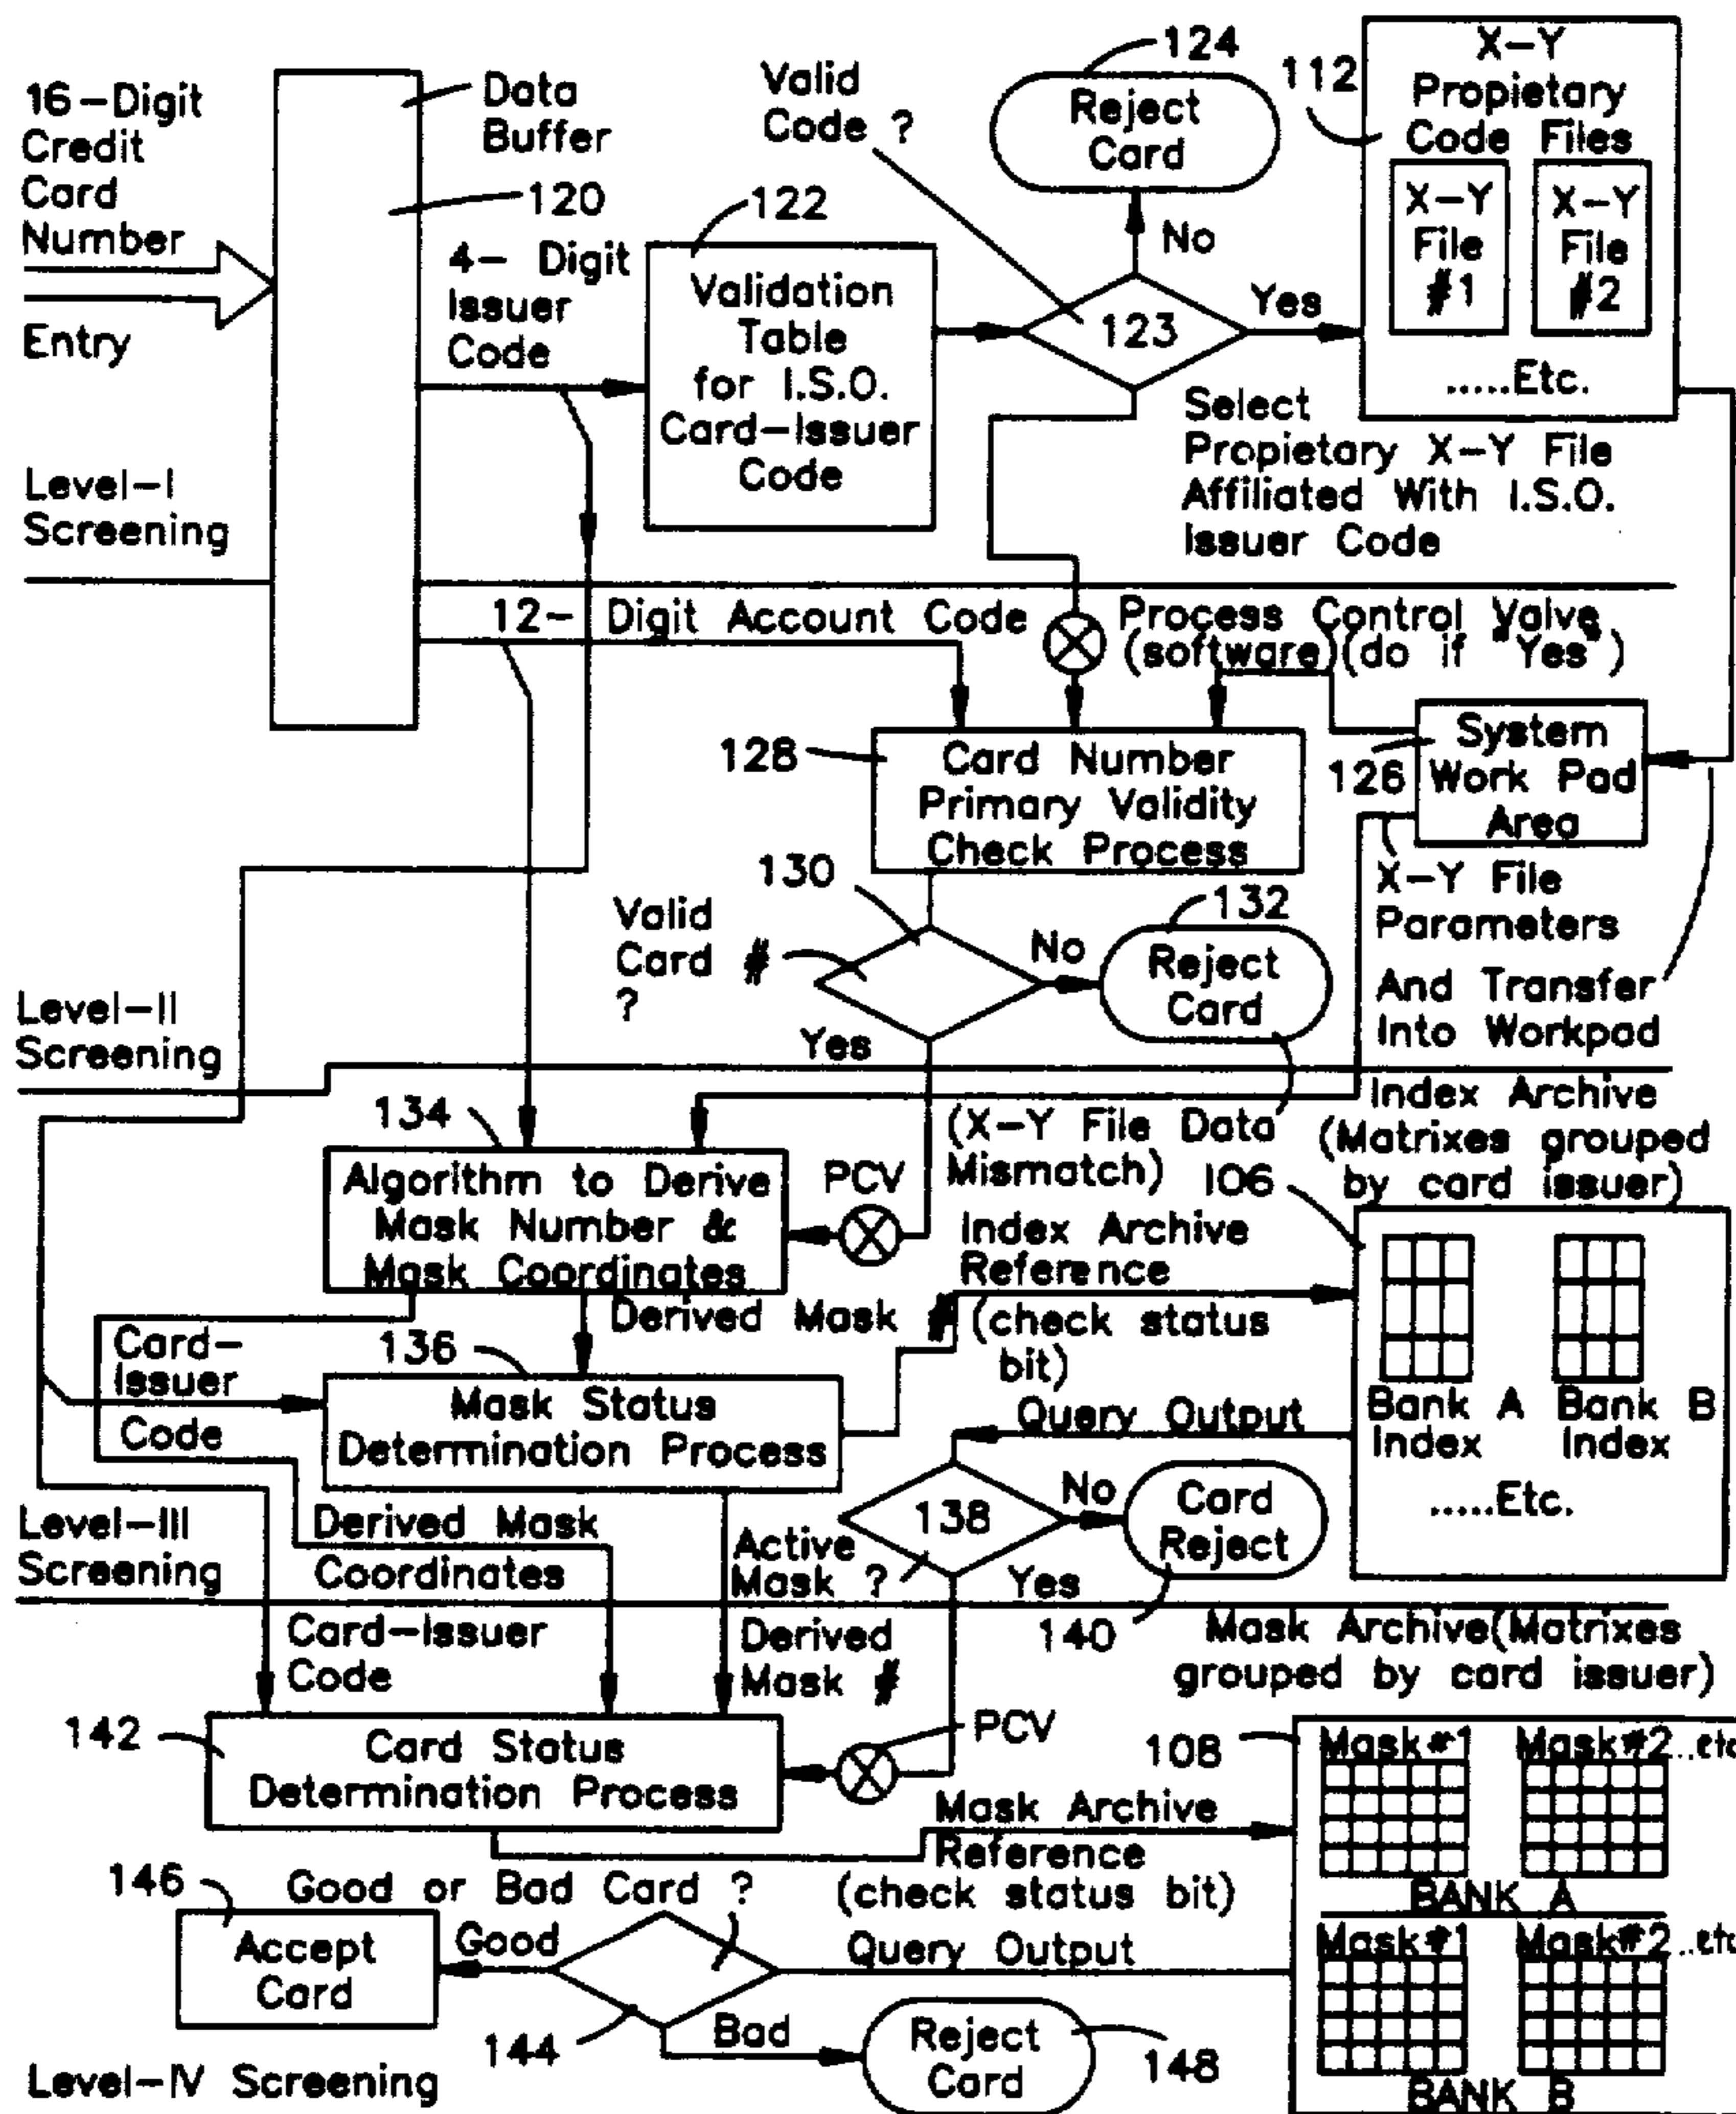 16-Digit
Credit
Card
Number
Entry
Data
Buffer
120
4- Digit
Issuer
Code
122
Validation
Table
for I.S.O.
Card-Issuer
Code
Valid
Code ?
123
124
Reject
Card
No
Yes
112
X-Y
Propietary
Code Files
X-Y
File
#1
X-Y
File
#2
.....Etc.
Select
Propietary X-Y File
Affiliated With I.S.O.
Issuer Code
Level-I
Screening
12- Digit Account Code
Process Control Valve
(software)(do if "Yes")
128
Card Number
Primary Validity
Check Process
126
System
Work Pad
Area
X-Y File
Parameters
And Transfer
Into Workpad
130
Valid
Card #
?
No
132
Reject
Card
Yes
Level-II
Screening
134
Algorithm to Derive
Mask Number &
Mask Coordinates
PCV
(X-Y File Data
Mismatch)
Index Archive
(Matrixes grouped
by card issuer)
106
Index Archive
Reference
(check status
bit)
Derived Mask #
Card-
Issuer
Code
136
Mask Status
Determination Process
Bank A
Index
Bank B
Index
.....Etc.
Query Output
138
No
Card
Reject
Active
Mask ?
Yes
140
Level-III
Screening
Derived Mask
Coordinates
Card-Issuer
Code
Derived
Mask #
Mask Archive(Matrixes
grouped by card issuer)
142
Card Status
Determination Process
PCV
108
Mask#1
Mask#2..etc
BANK A
Mask#1
Mask#2..etc
BANK B
Mask Archive
Reference
(check status bit)
146
Good or Bad Card ?
Accept
Card
Good
Query Output
144
Bad
Reject
Card
148
Level-IV Screening